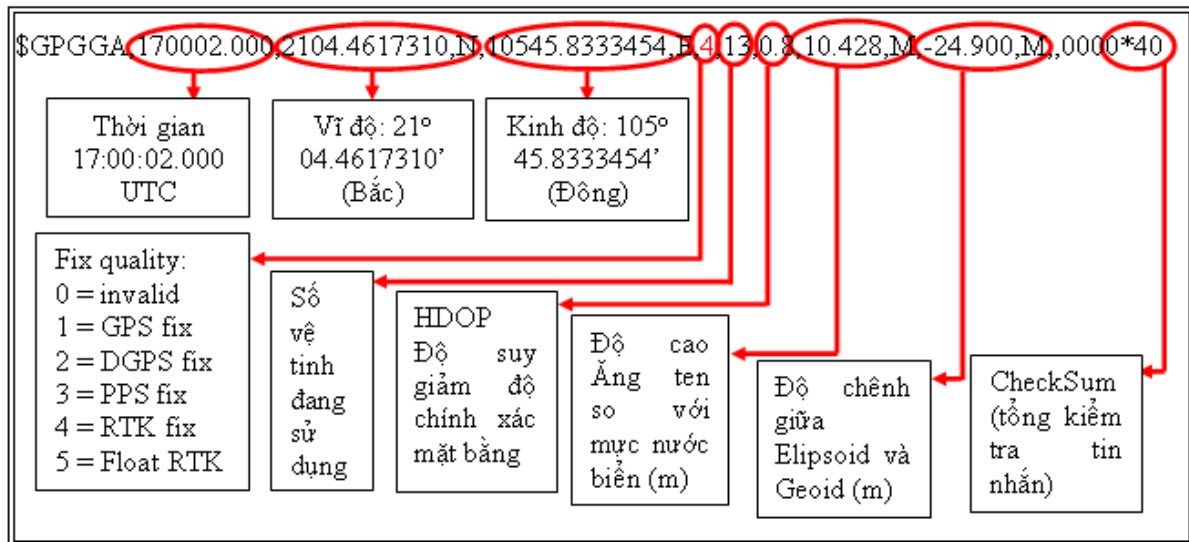 $GPGGA,170002.000,2104.4617310,N,10545.8333454,E,4,13,0.8,10.428,M,-24.900,M,,0000*40
Thời gian
17:00:02.000
UTC
Vĩ độ: 21º
04.4617310’
(Bắc)
Kinh độ: 105º
45.8333454’
(Đông)
Fix quality:
0 = invalid
1 = GPS fix
2 = DGPS fix
3 = PPS fix
4 = RTK fix
5 = Float RTK
Số
vệ
tinh
đang
sử
dụng
HDOP
Độ suy
giảm độ
chính xác
mặt bằng
Độ cao
Ăng ten
so với
mực nước
biển (m)
Độ chênh
giữa
Elipsoid và
Geoid (m)
CheckSum
(tổng kiểm
tra tin
nhắn)